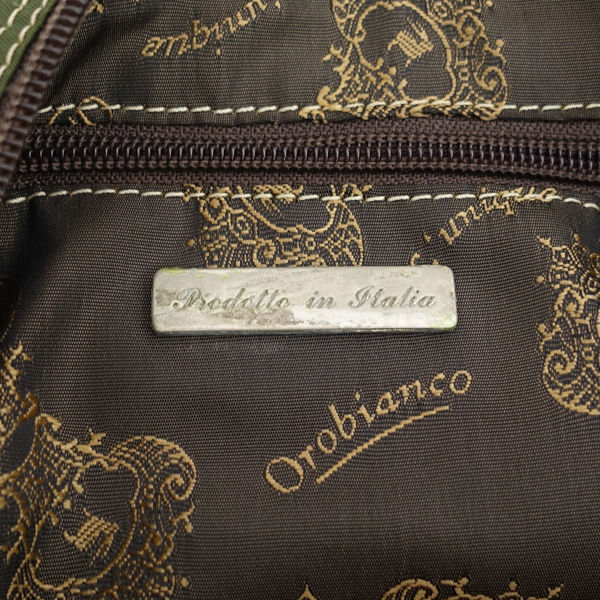 unique
unique
Prodotto in Italia
Orobianco